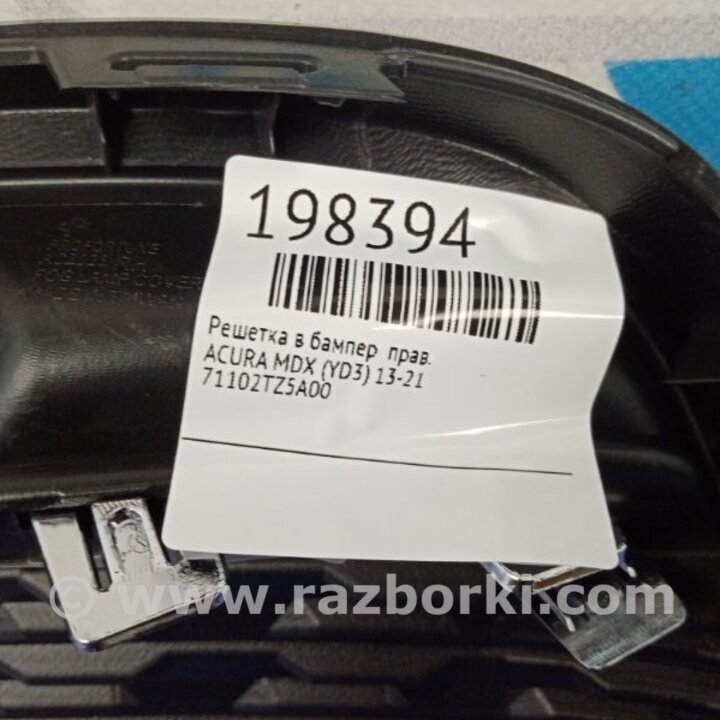 198394
Решетка в бампер прав.
ACURA MDX (YD3) 13-21
71102TZ5A00
© www.razborki.com